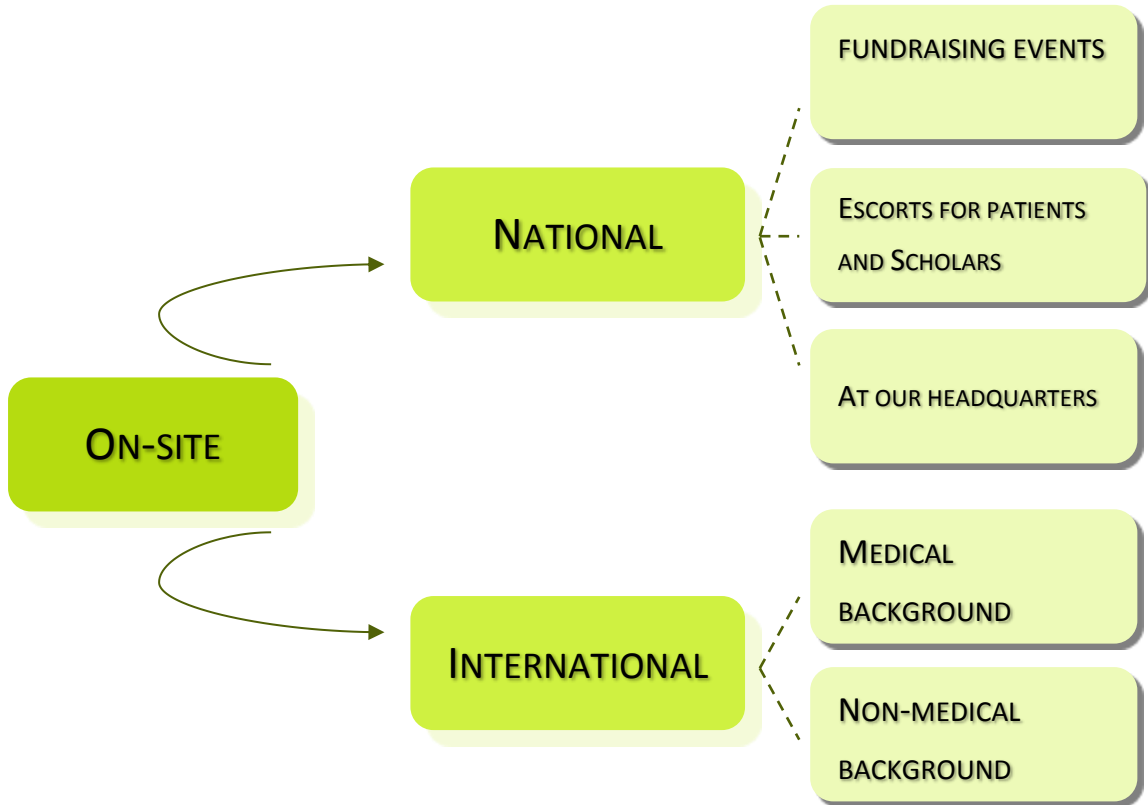 FUNDRAISING EVENTS
NATIONAL
ESCORTS FOR PATIENTS
AND SCHOLARS
AT OUR HEADQUARTERS
ON-SITE
MEDICAL
BACKGROUND
INTERNATIONAL
NON-MEDICAL
BACKGROUND